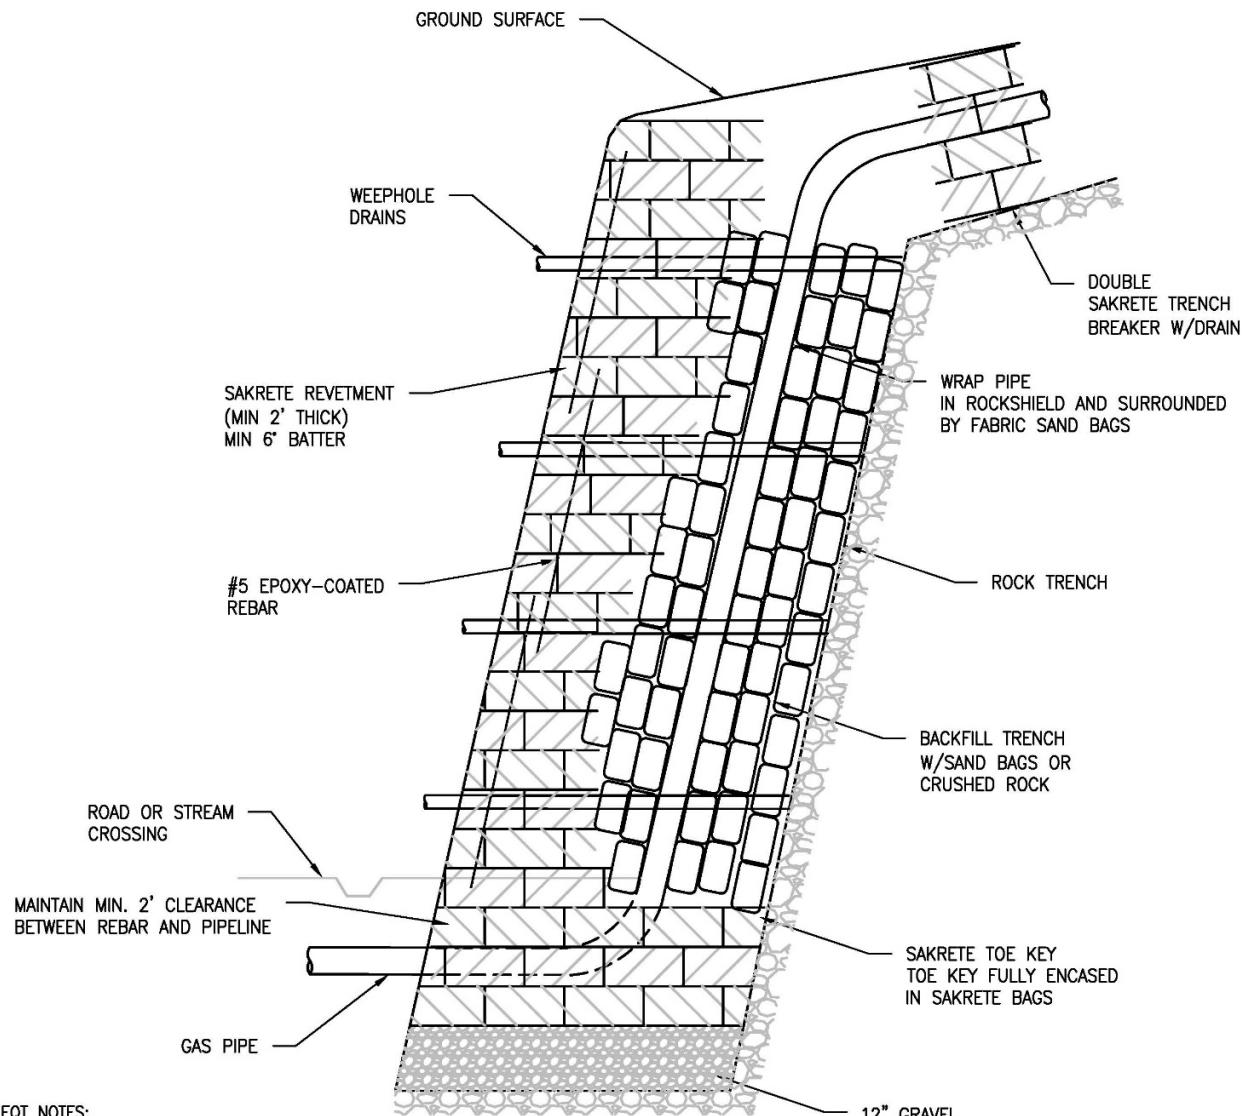 GROUND SURFACE
WEEPHOLE
DRAINS
DOUBLE
SAKRETE TRENCH
BREAKER W/DRAIN
SAKRETE REVETMENT
(MIN 2' THICK)
MIN 6" BATTER
WRAP PIPE
IN ROCKSHIELD AND SURROUNDED
BY FABRIC SAND BAGS
#5 EPOXY-COATED
REBAR
ROCK TRENCH
BACKFILL TRENCH
W/SAND BAGS OR
CRUSHED ROCK
ROAD OR STREAM
CROSSING
MAINTAIN MIN. 2' CLEARANCE
BETWEEN REBAR AND PIPELINE
SAKRETE TOE KEY
TOE KEY FULLY ENCASED
IN SAKRETE BAGS
GAS PIPE
12" GRAVEL
NOTES: